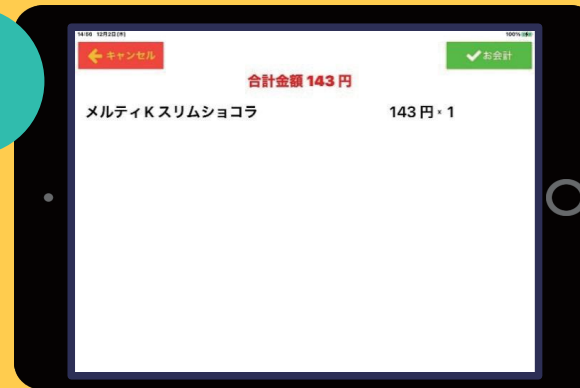 14:56 12月2日(木)
100%
キャンセル
お会計
合計金額 143 円
メルティKスリムショコラ 143 円 × 1